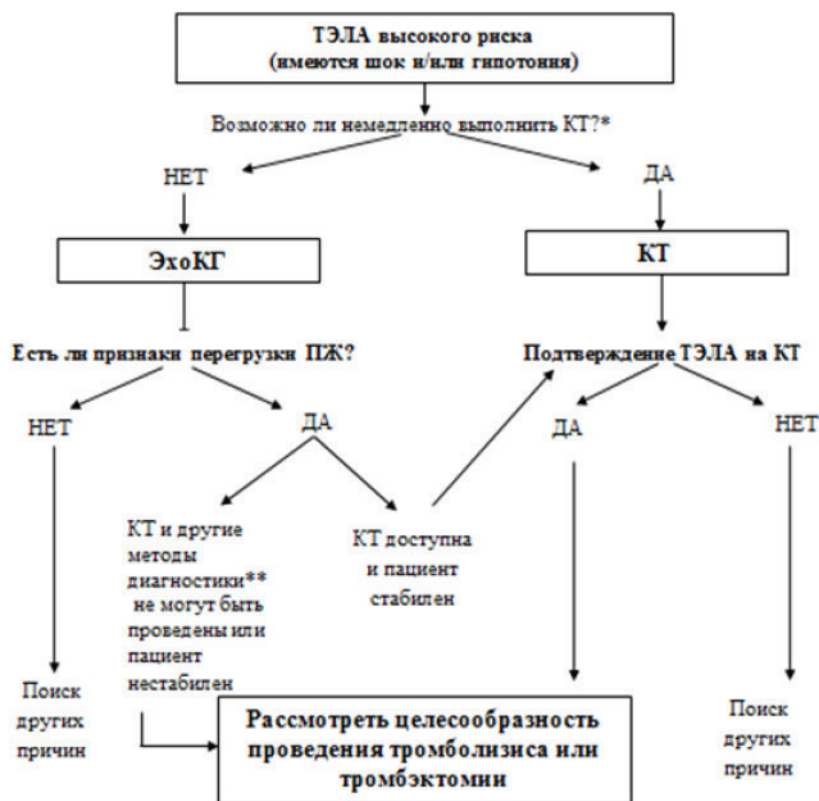 ТЭЛА высокого риска
(имеются шок и/или гипотония)
Возможно ли немедленно выполнить КТ?*
НЕТ
ДА
ЭхоКГ
КТ
Есть ли признаки перегрузки ПЖ?
Подтверждение ТЭЛА на КТ
НЕТ
ДА
ДА
НЕТ
КТ и другие
методы
диагностики**
не могут быть
проведены или
пациент
нестабилен
КТ доступна
и пациент
стабилен
Поиск
других
причин
Рассмотреть целесообразность
проведения тромболизиса или
тромбэктомии
Поиск
других
причин